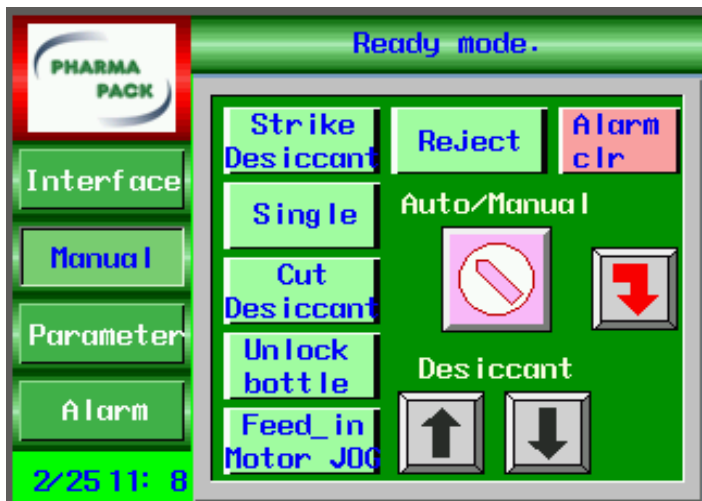 PHARMA
PACK
Ready mode.
Interface
Manual
Parameter
Alarm
2/25 11: 8
Strike
Desiccant
Reject
Alarm
clr
Single
Auto/Manual
Cut
Desiccant
Unlock
bottle
Desiccant
Feed_in
Motor JOG